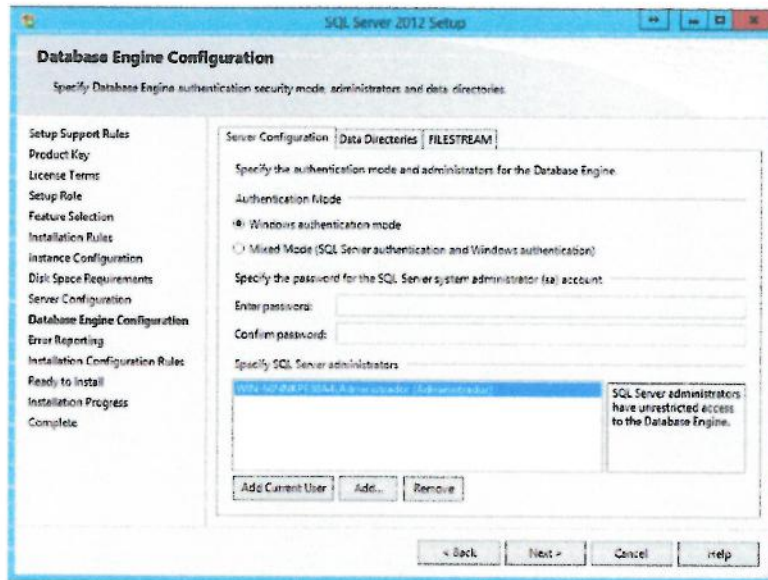 SQL Server 2012 Setup
Database Engine Configuration
Specify Database Engine authentication security mode, administrators and data directories.
Setup Support Rules
Product Key
License Terms
Setup Role
Feature Selection
Installation Rules
Instance Configuration
Disk Space Requirements
Server Configuration
Database Engine Configuration
Error Reporting
Installation Configuration Rules
Ready to Install
Installation Progress
Complete
Server Configuration Data Directories FILESTREAM
Specify the authentication mode and administrators for the Database Engine.
Authentication Mode
Windows authentication mode
Mixed Mode (SQL Server authentication and Windows authentication)
Specify the password for the SQL Server system administrator (sa) account.
Enter password:
Confirm password:
Specify SQL Server administrators
(Administrador)
SQL Server administrators
have unrestricted access
to the Database Engine.
Add Current User Add... Remove
< Back Next > Cancel Help